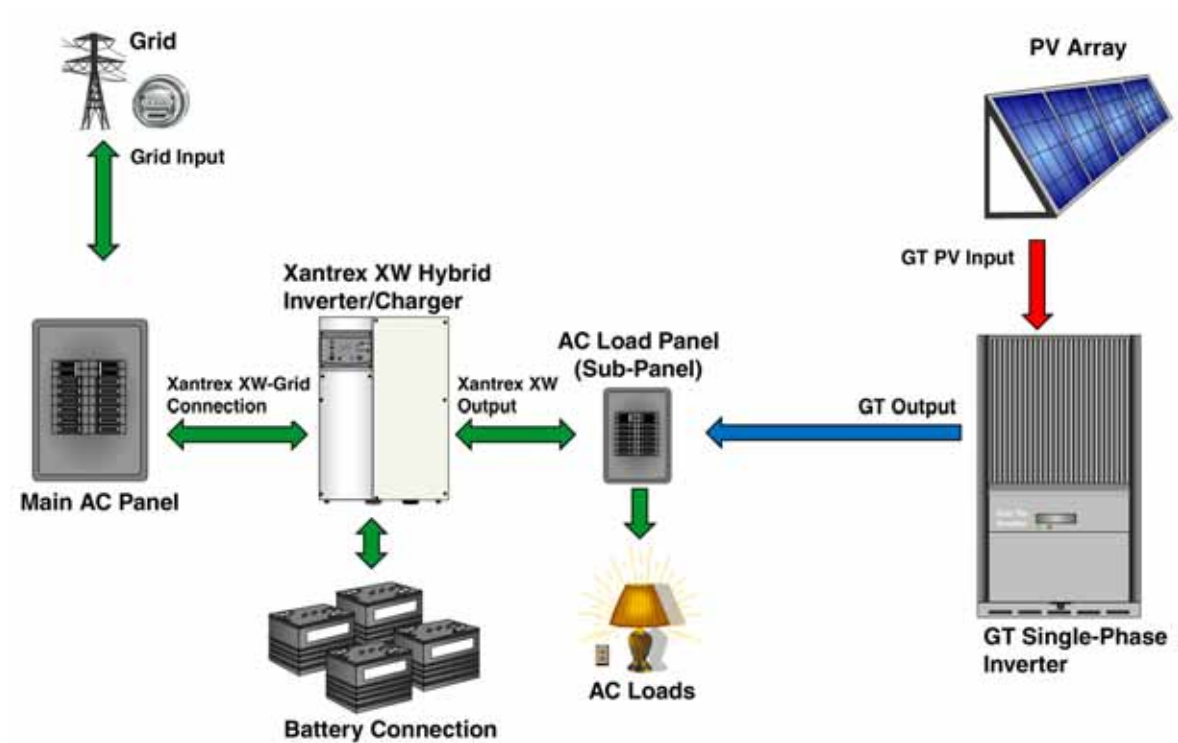 Grid
PV Array
Grid Input
GT PV Input
Xantrex XW Hybrid
Inverter/Charger
AC Load Panel
(Sub-Panel)
Xantrex XW-Grid
Connection
Xantrex XW
Output
GT Output
Main AC Panel
AC Loads
GT Single-Phase
Inverter
Battery Connection